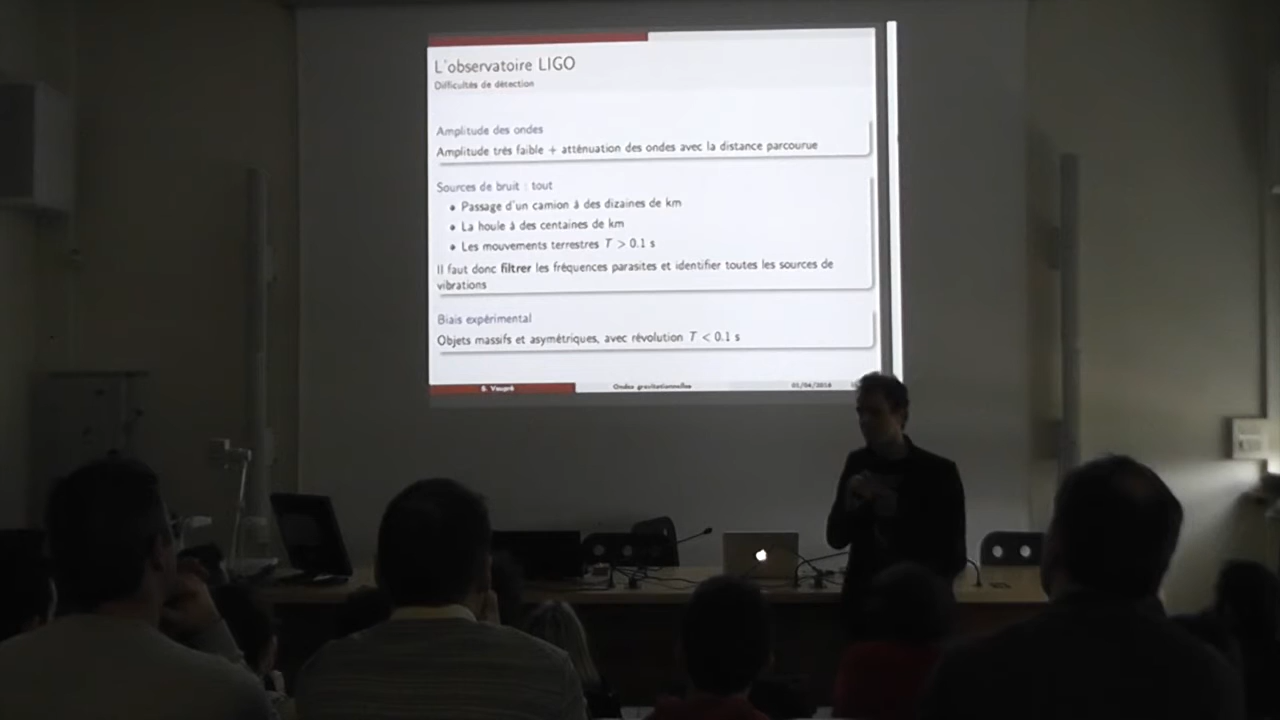 L'observatoire LIGO
Difficultés de détection
Amplitude des ondes
Amplitude très faible + atténuation des ondes avec la distance parcourue
Sources de bruit : tout
• Passage d'un camion à des dizaines de km
• La houle à des centaines de km
• Les mouvements terrestres T > 0.1 s
Il faut donc filtrer les fréquences parasites et identifier toutes les sources de
vibrations
Biais expérimental
Objets massifs et asymétriques, avec révolution T < 0.1 s
S. Vaupré Ondes gravitationnelles 01/04/2016